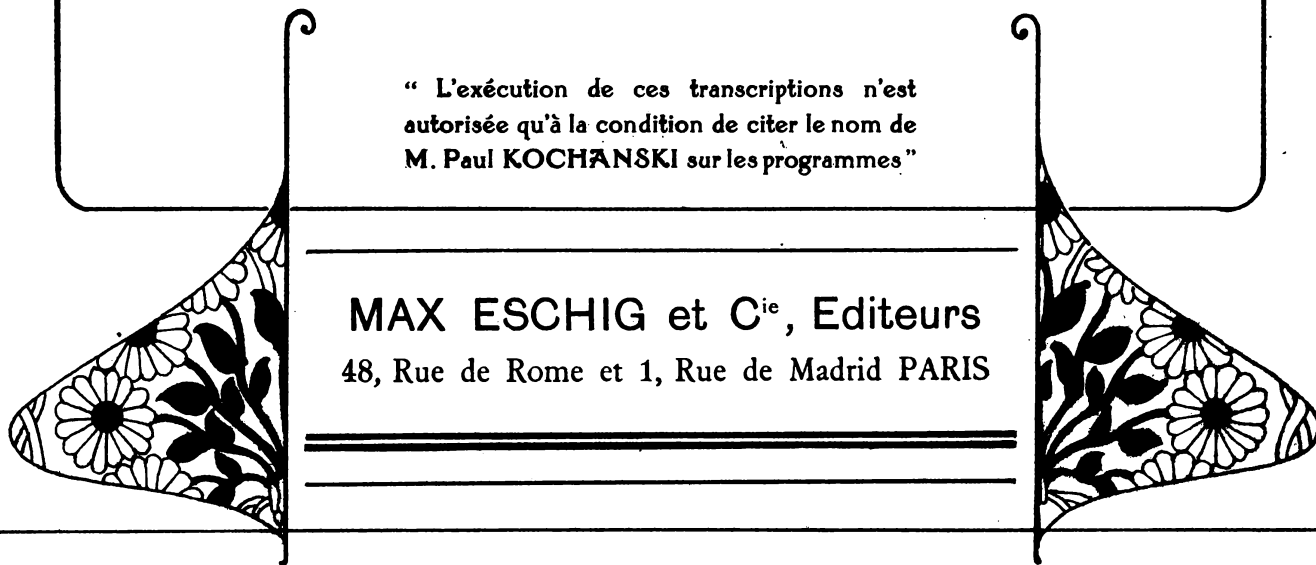 “ L'exécution de ces transcriptions n'est
autorisée qu'à la condition de citer le nom de
M. Paul KOCHANSKI sur les programmes ”
MAX ESCHIG et Cie, Editeurs
48, Rue de Rome et 1, Rue de Madrid PARIS